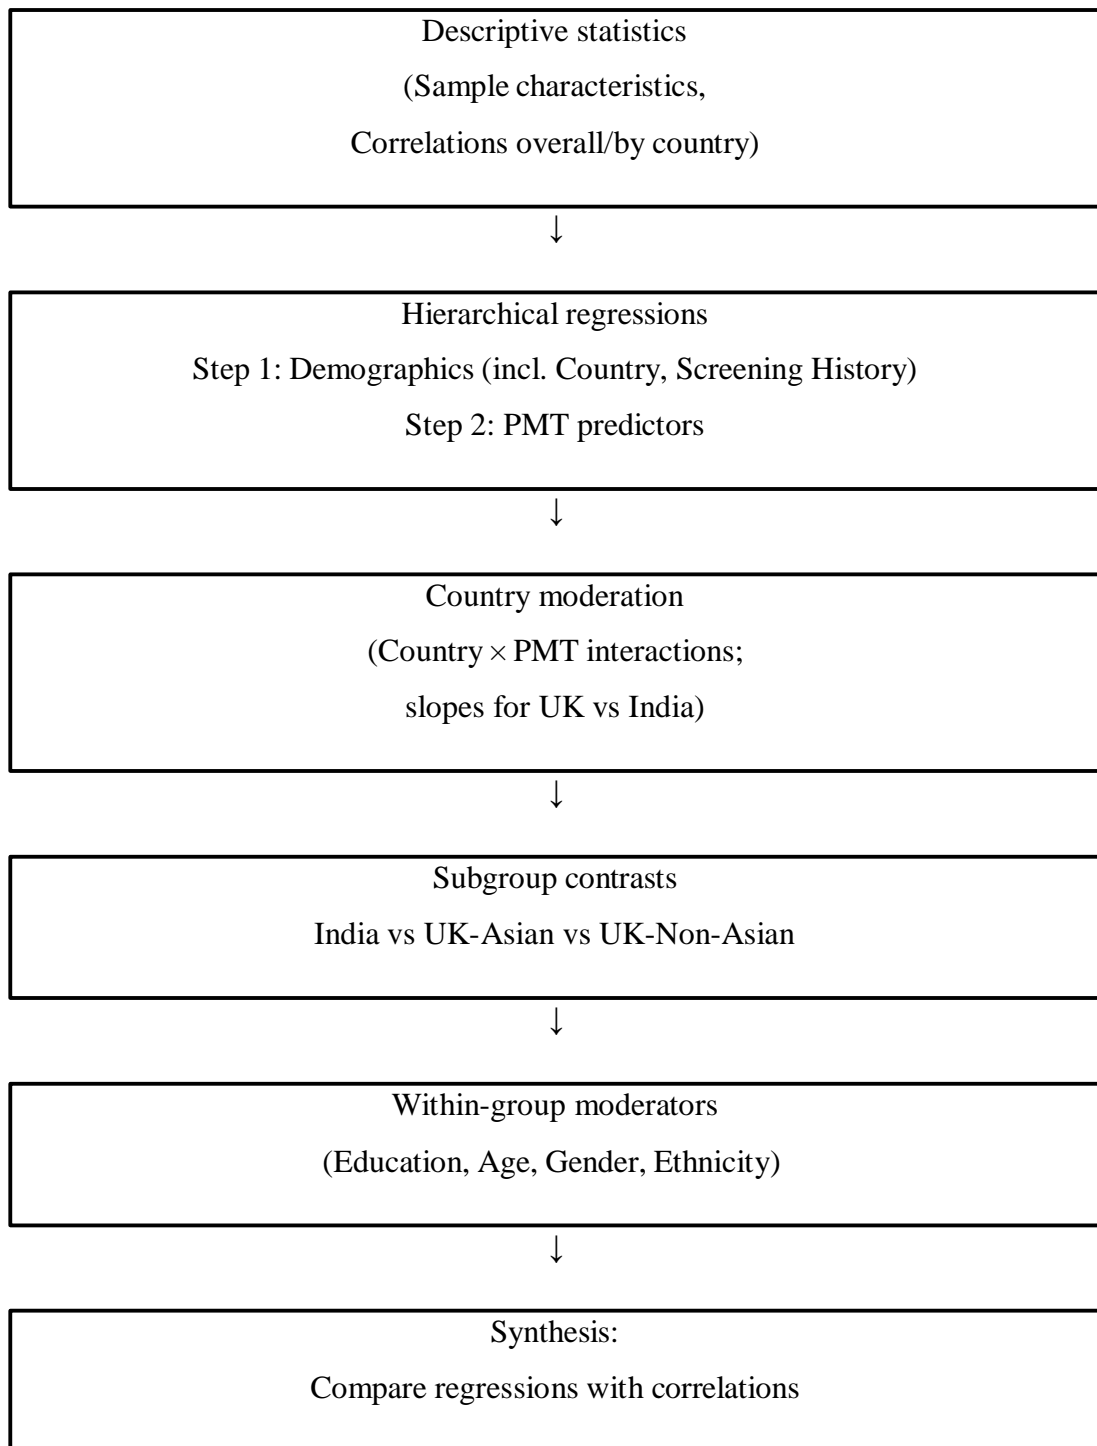 Descriptive statistics
(Sample characteristics,
Correlations overall/by country)
↓
Hierarchical regressions
Step 1: Demographics (incl. Country, Screening History)
Step 2: PMT predictors
↓
Country moderation
(Country × PMT interactions;
slopes for UK vs India)
↓
Subgroup contrasts
India vs UK-Asian vs UK-Non-Asian
↓
Within-group moderators
(Education, Age, Gender, Ethnicity)
↓
Synthesis:
Compare regressions with correlations